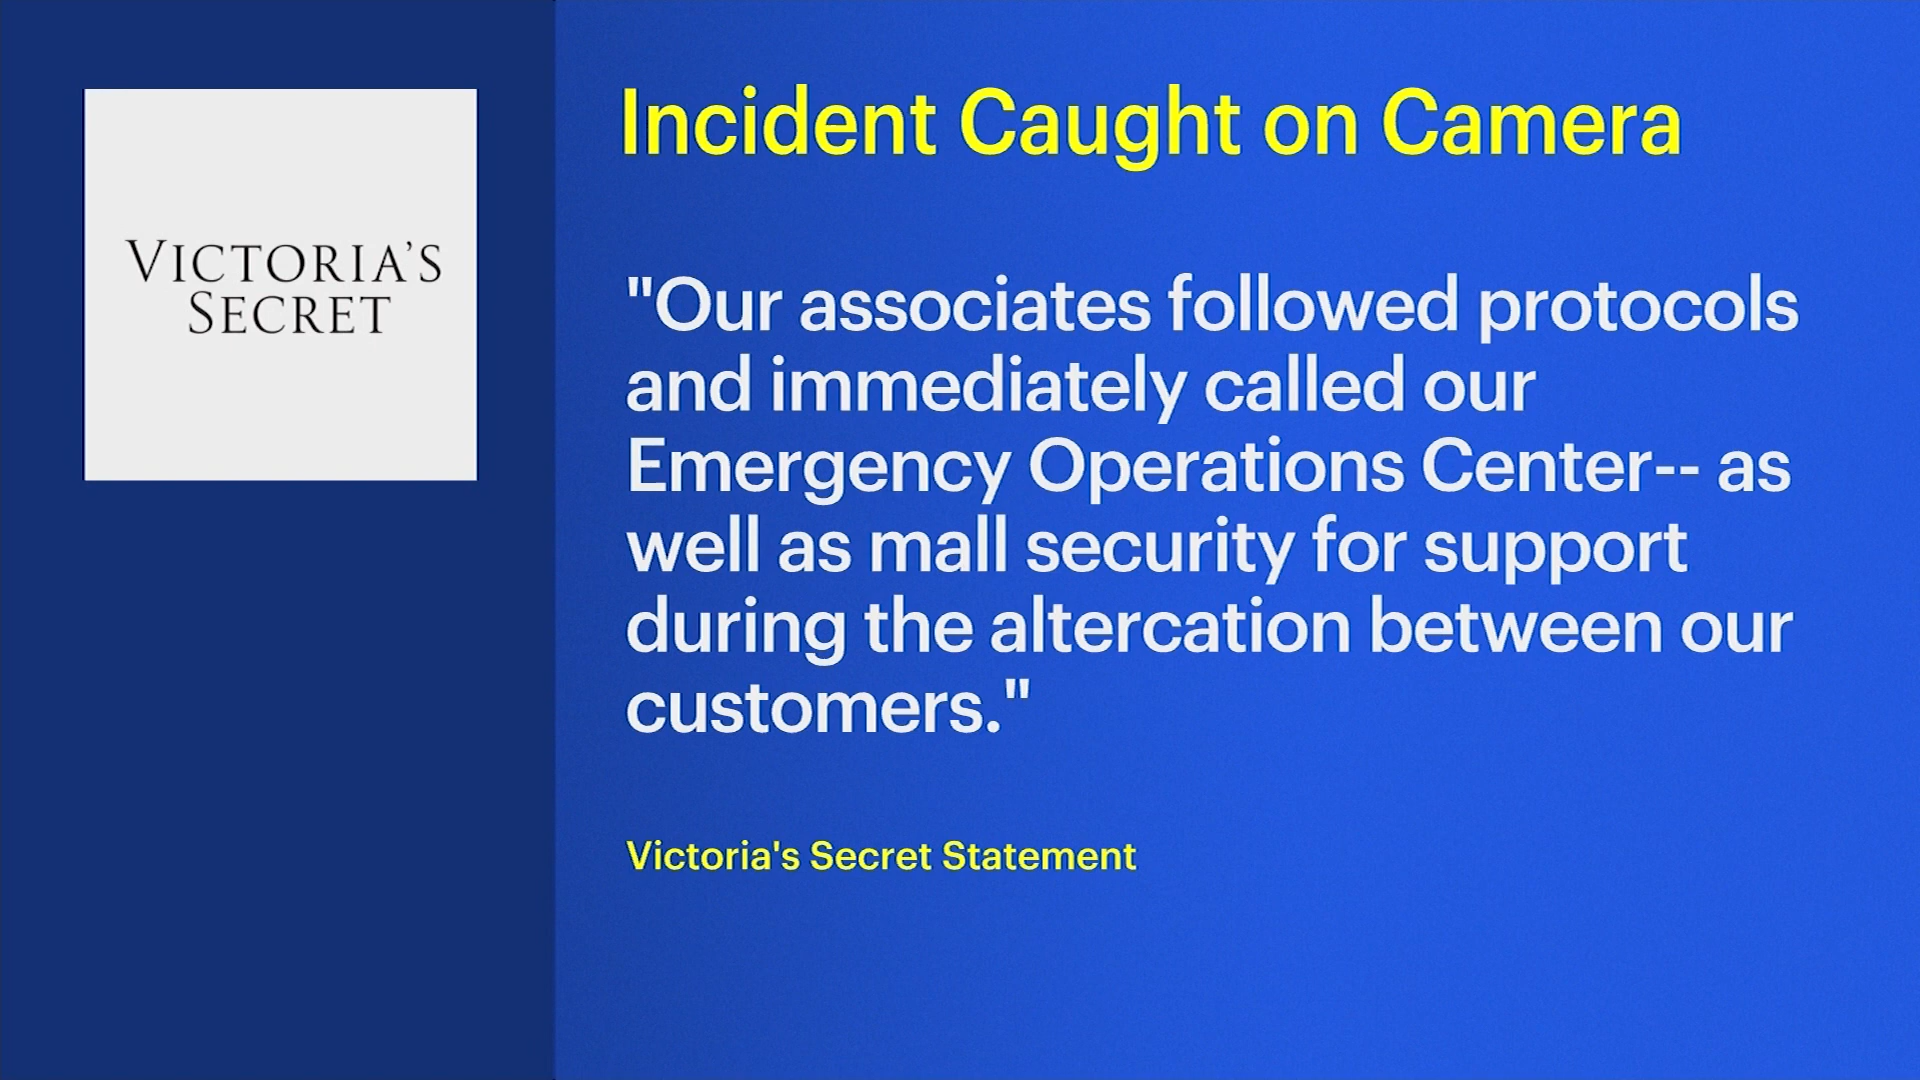 VICTORIA'S
SECRET
Incident Caught on Camera
"Our associates followed protocols
and immediately called our
Emergency Operations Center-- as
well as mall security for support
during the altercation between our
customers."
Victoria's Secret Statement